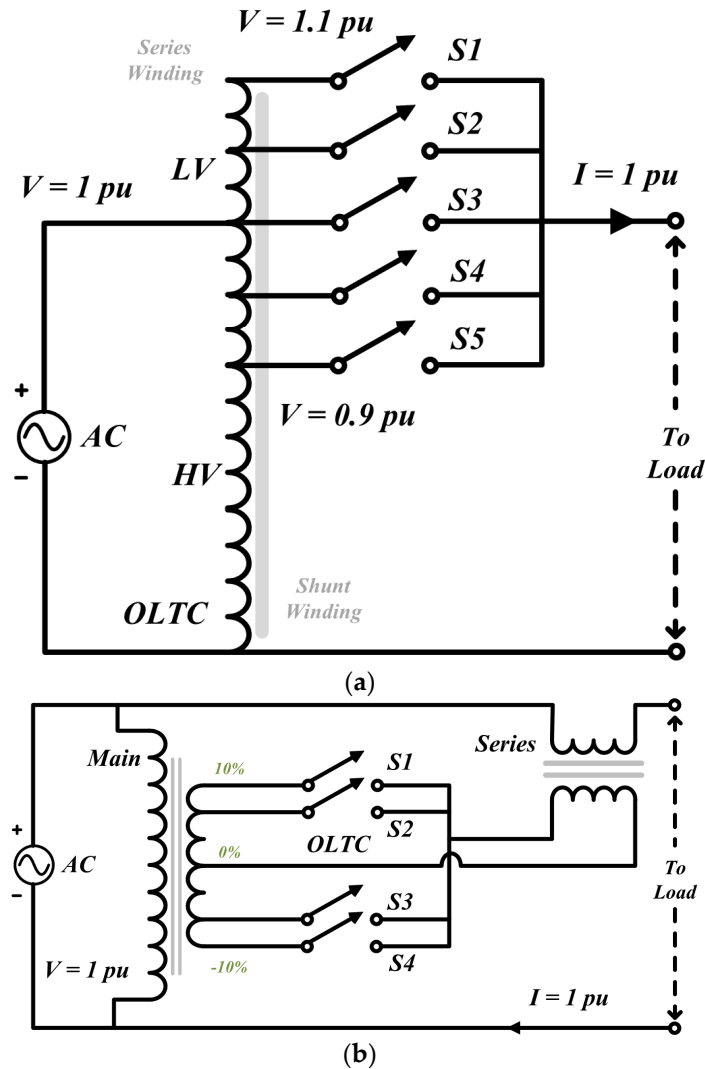 V = 1.1 pu
Series
Winding
S1
S2
LV
V = 1 pu
S3
I = 1 pu
S4
S5
+
AC
−
V = 0.9 pu
HV
To
Load
Shunt
Winding
OLTC
(a)
Main
10%
S1
Series
S2
OLTC
0%
+
AC
−
To
Load
S3
S4
-10%
V = 1 pu
I = 1 pu
(b)